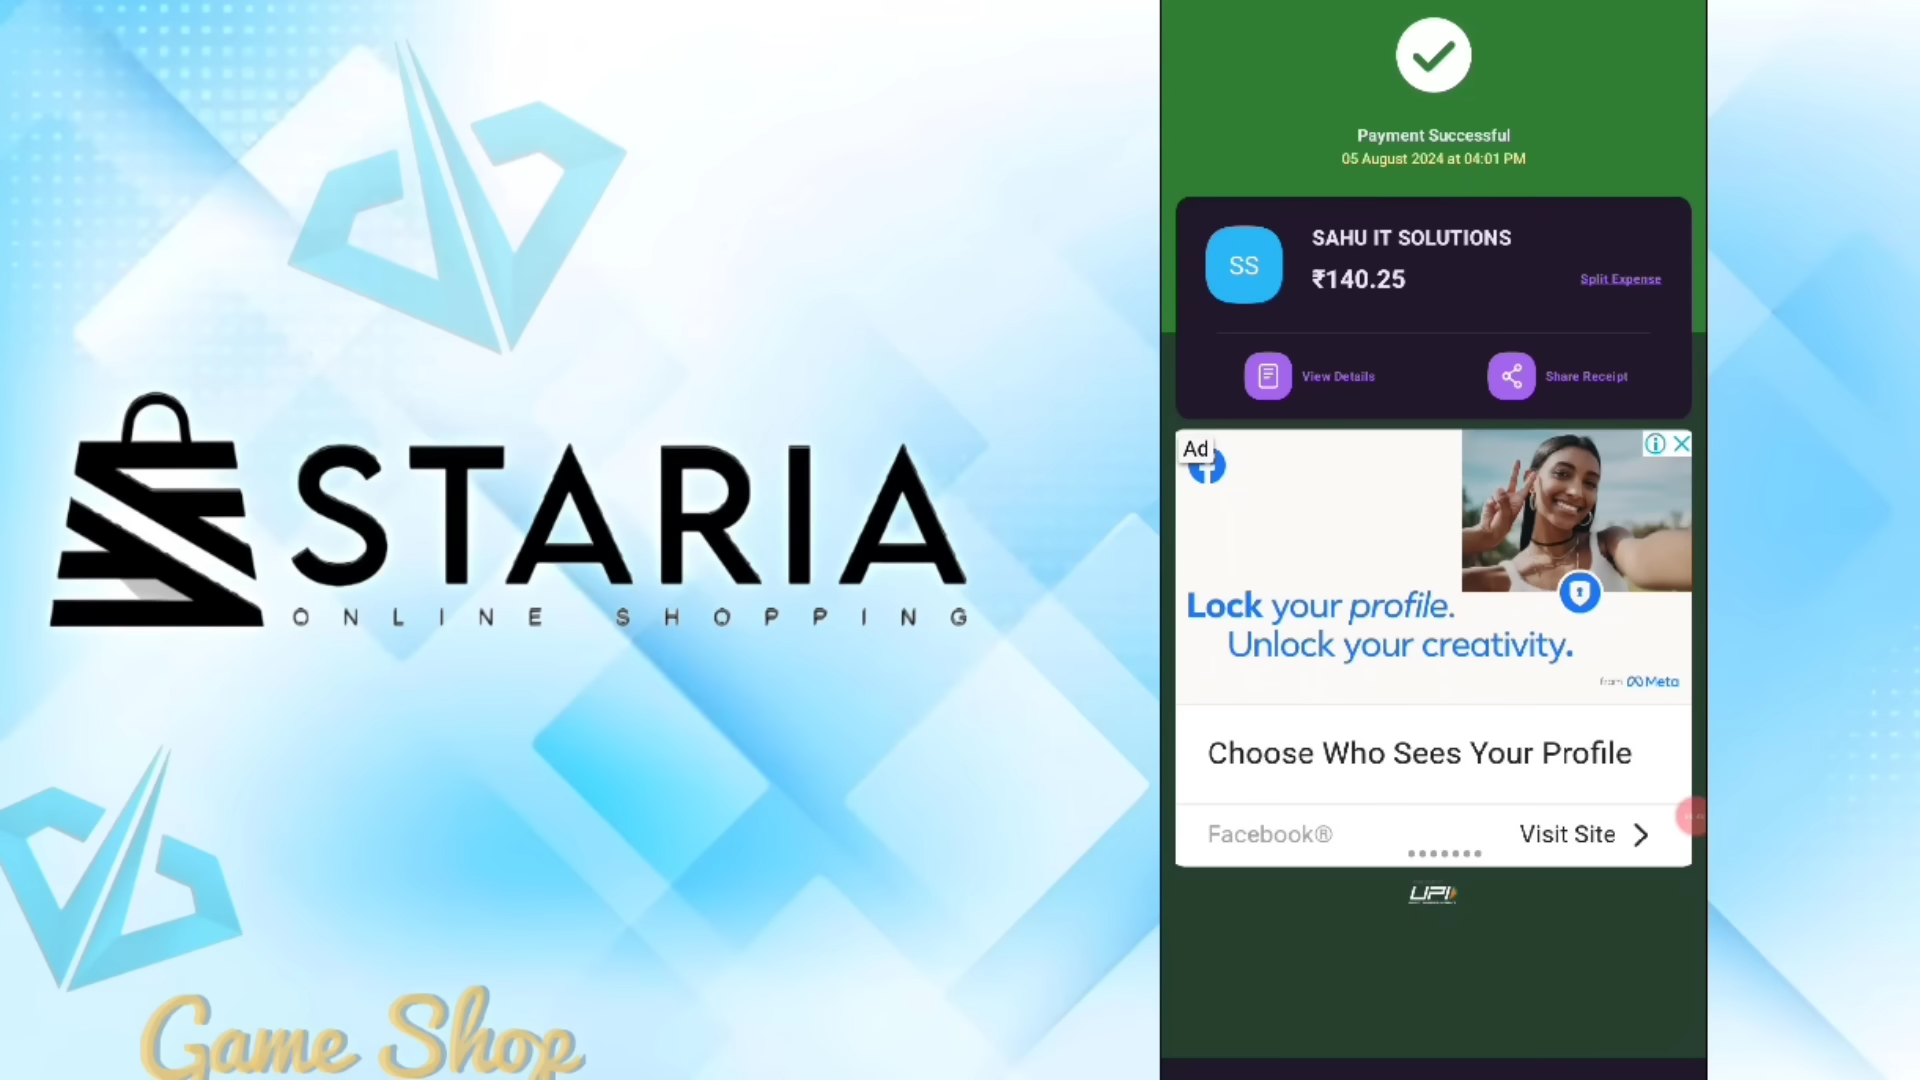 STARIA
ONLINE SHOPPING
Game Shop
Payment Successful
05 August 2024 at 04:01 PM
SS
SAHU IT SOLUTIONS
₹140.25
Split Expense
View Details
Share Receipt
Ad
Lock your profile.
Unlock your creativity.
from Meta
Choose Who Sees Your Profile
Facebook®
Visit Site
UPI